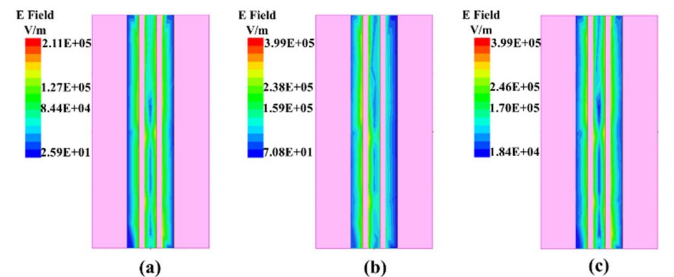 E Field
V/m
2.11E+05
1.27E+05
8.44E+04
2.59E+01
(a)
E Field
V/m
3.99E+05
2.38E+05
1.59E+05
7.08E+01
(b)
E Field
V/m
3.99E+05
2.46E+05
1.70E+05
1.84E+04
(c)